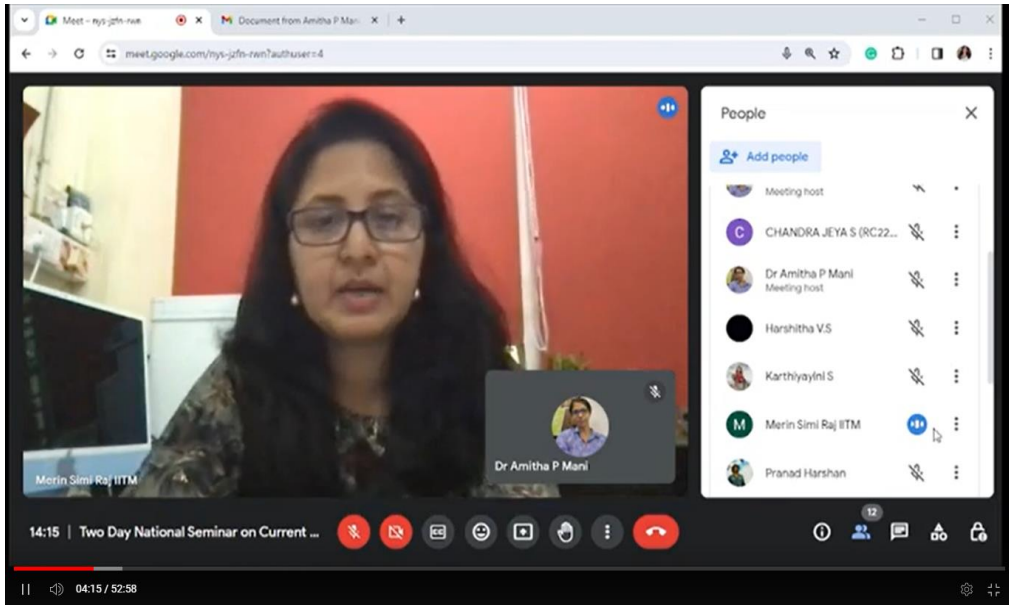 Meet – nys-jzfn-rwn
Document from Amitha P Man
meet.google.com/nys-jzfn-rwn?authuser=4
People
Add people
Meeting host
C
CHANDRA JEYA S (RC22...
Dr Amitha P Mani
Meeting host
Harshitha V.S
Karthiyayini S
M
Merin Simi Raj IITM
Pranad Harshan
Dr Amitha P Mani
Merin Simi Raj IITM
14:15 | Two Day National Seminar on Current ...
CC
12
04:15 / 52:58